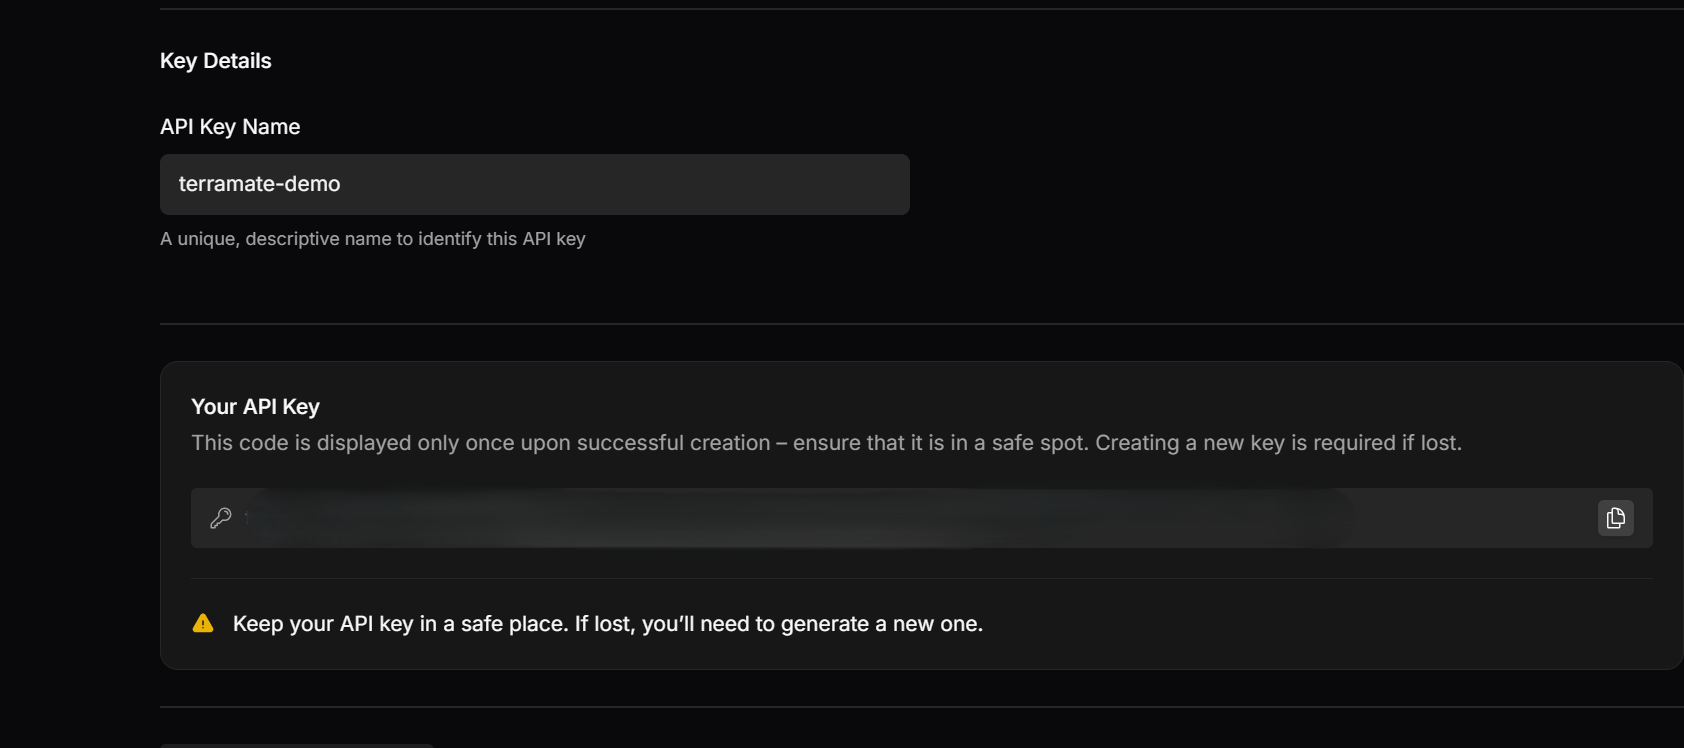 Key Details
API Key Name
terramate-demo
A unique, descriptive name to identify this API key
Your API Key
This code is displayed only once upon successful creation – ensure that it is in a safe spot. Creating a new key is required if lost.
Keep your API key in a safe place. If lost, you’ll need to generate a new one.